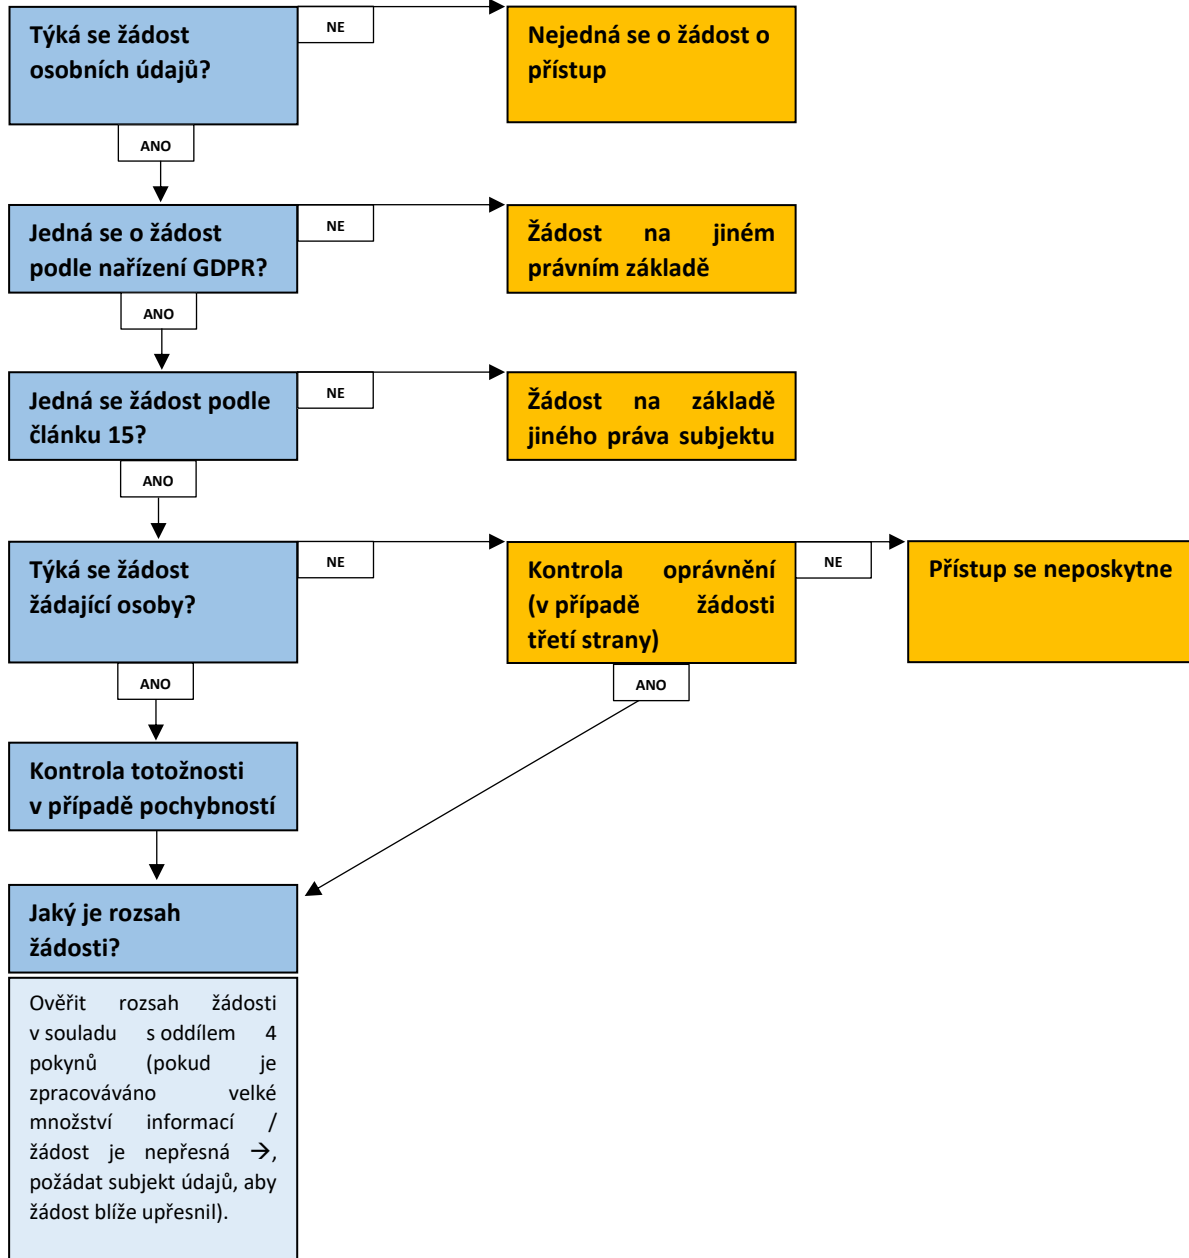 Týká se žádost
osobních údajů?
NE
Nejedná se o žádost o
přístup
ANO
Jedná se o žádost
podle nařízení GDPR?
NE
Žádost na jiném
právním základě
ANO
Jedná se žádost podle
článku 15?
NE
Žádost na základě
jiného práva subjektu
ANO
Týká se žádost
žádající osoby?
NE
Kontrola oprávnění
(v případě žádosti
třetí strany)
NE
Přístup se neposkytne
ANO
ANO
Kontrola totožnosti
v případě pochybností
Jaký je rozsah
žádosti?
Ověřit rozsah žádosti
v souladu s oddílem 4
pokynů (pokud je
zpracováváno velké
množství informací /
žádost je nepřesná →,
požádat subjekt údajů, aby
žádost blíže upřesnil).